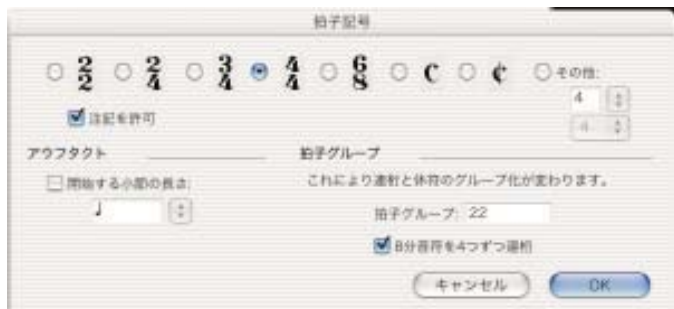 拍子記号
2/2 2/4 3/4 4/4 6/8 C ¢ その他:
4
注記を許可
4
アウフタクト 拍子グループ
開始する小節の長さ: これにより連桁と休符のグループ化が変わります。
♩ 拍子グループ: 22
8分音符を4つずつ連桁
キャンセル OK